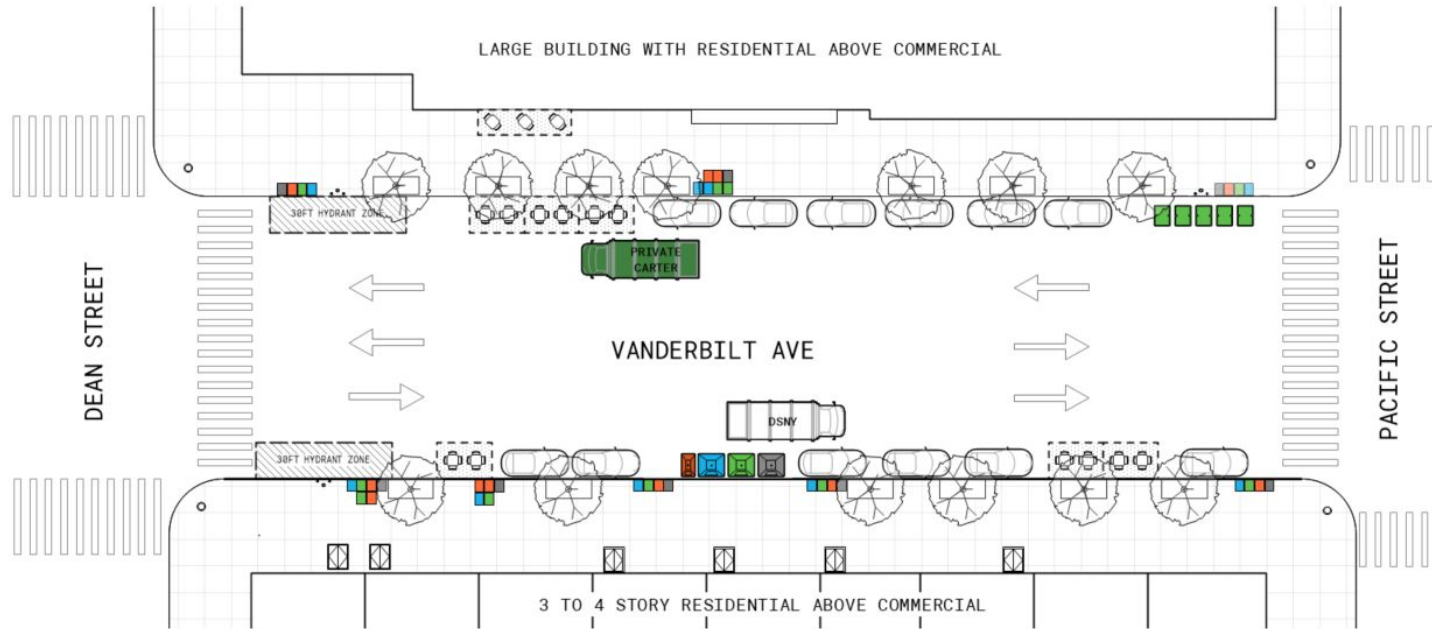 LARGE BUILDING WITH RESIDENTIAL ABOVE COMMERCIAL
30FT HYDRANT ZONE
PRIVATE
CARTER
DEAN STREET
VANDERBILT AVE
PACIFIC STREET
DSNY
30FT HYDRANT ZONE
3 TO 4 STORY RESIDENTIAL ABOVE COMMERCIAL